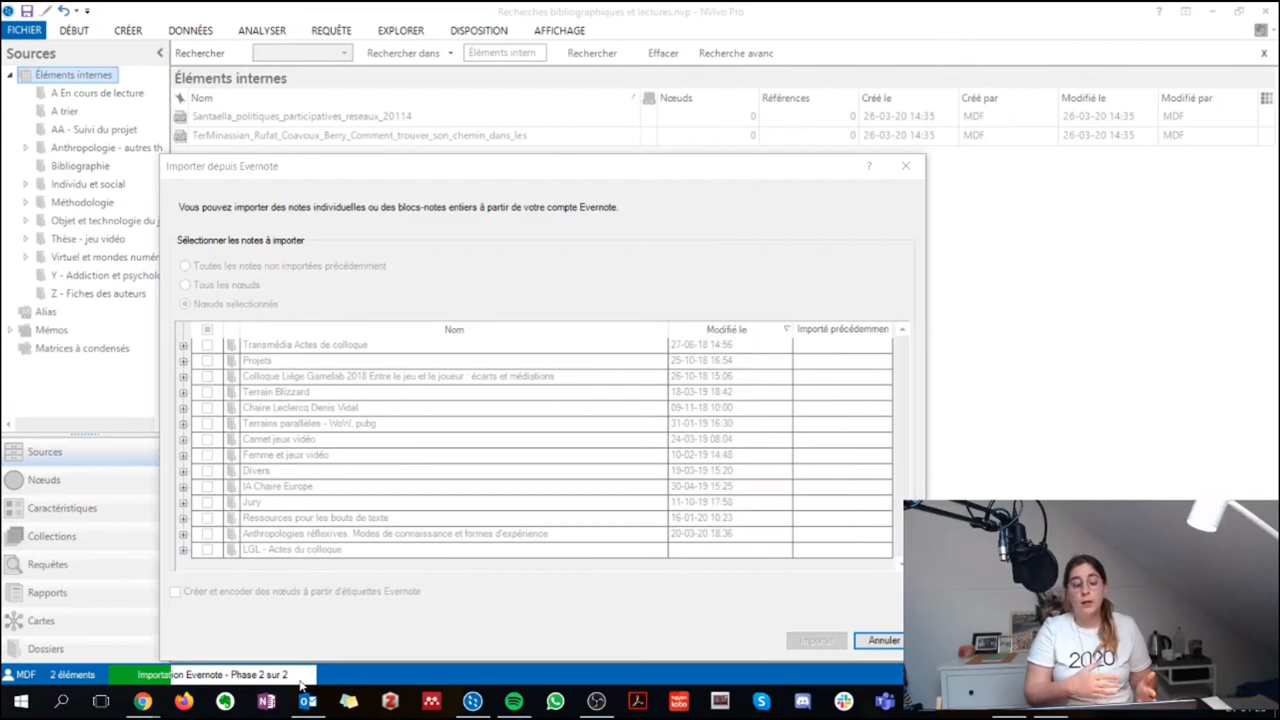 Recherches bibliographiques et lectures.nvp - NVivo Pro
FICHIER DÉBUT CRÉER DONNÉES ANALYSER REQUÊTE EXPLORER DISPOSITION AFFICHAGE
Sources
Rechercher Rechercher dans Éléments intern Rechercher Effacer Recherche avanc x
Éléments internes
Éléments internes
A En cours de lecture
A trier
AA - Suivi du projet
Anthropologie - autres th
Bibliographie
Individu et social
Méthodologie
Objet et technologie du j
Thèse - jeu vidéo
Virtuel et mondes numé
Y - Addiction et psycholo
Z - Fiches des auteurs
Alias
Mémos
Matrices à condensés
Nom Nœuds Références Créé le Créé par Modifié le Modifié par
Santaella_politiques_participatives_reseaux_20114 0 0 26-03-20 14:35 MDF 26-03-20 14:35 MDF
TerMinassian_Rufat_Coavoux_Berry_Comment_trouver_son_chemin_dans_les 0 0 26-03-20 14:35 MDF 26-03-20 14:35 MDF
Importer depuis Evernote
Vous pouvez importer des notes individuelles ou des blocs-notes entiers à partir de votre compte Evernote.
Sélectionner les notes à importer
Toutes les notes non importées précédemment
Tous les nœuds
Nœuds sélectionnés
Nom Modifié le Importé précédemmen
Transmédia Actes de colloque 27-06-18 14:56
Projets 25-10-18 16:54
Colloque Liège Gamelab 2018 Entre le jeu et le joueur : écarts et médiations 26-10-18 15:06
Terrain Blizzard 18-03-19 18:42
Chaire Leclercq Denis Vidal 09-11-18 10:00
Terrains parallèles - WoW, pubg 31-01-19 16:30
Carnet jeux vidéo 24-03-19 08:04
Femme et jeux vidéo 10-02-19 14:48
Divers 19-03-19 15:20
IA Chaire Europe 30-04-19 15:25
Jury 11-10-19 17:58
Ressources pour les bouts de texte 16-01-20 10:23
Anthropologies réflexives. Modes de connaissance et formes d'expérience 20-03-20 18:36
LGL - Actes du colloque
Créer et encoder des nœuds à partir d'étiquettes Evernote
Importer Annuler
Sources
Nœuds
Caractéristiques
Collections
Requêtes
Rapports
Cartes
Dossiers
MDF 2 éléments Importation Evernote - Phase 2 sur 2
2020